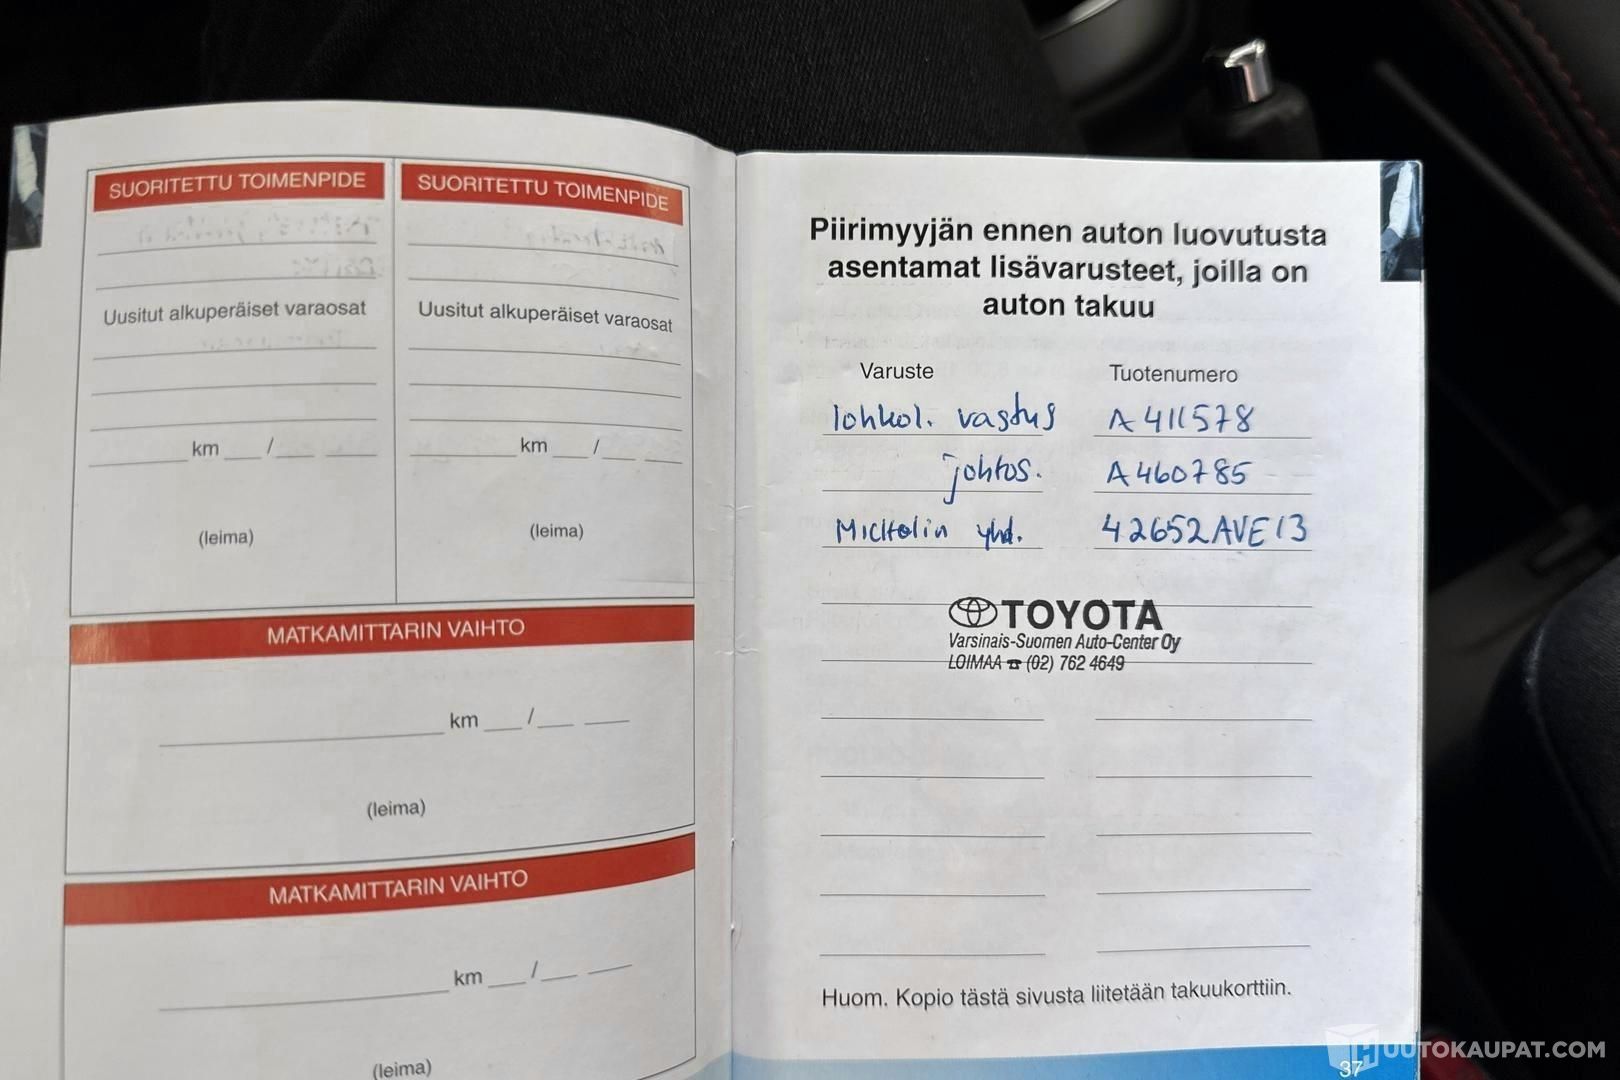 SUORITETTU TOIMENPIDE
Uusitut alkuperäiset varaosat
km / 
(leima)
SUORITETTU TOIMENPIDE
Uusitut alkuperäiset varaosat
km /
(leima)
MATKAMITTARIN VAIHTO
km /
(leima)
MATKAMITTARIN VAIHTO
km /
(leima)
Piirimyyjän ennen auton luovutusta
asentamat lisävarusteet, joilla on
auton takuu
Varuste Tuotenumero
lohkol. vastus A 411578
johtos. A460785
Michelin yhd. 42652AVE13
TOYOTA
Varsinais-Suomen Auto-Center Oy
LOIMAA ☎ (02) 762 4649
Huom. Kopio tästä sivusta liitetään takuukorttiin.
37
HUUTOKAUPAT.COM